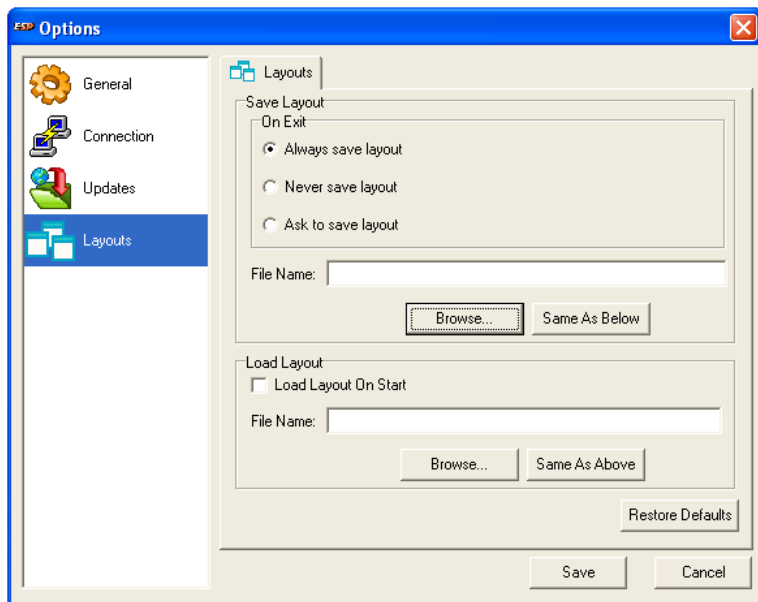 ESP Options
General
Connection
Updates
Layouts
Layouts
Save Layout
On Exit
Always save layout
Never save layout
Ask to save layout
File Name:
Browse...
Same As Below
Load Layout
Load Layout On Start
File Name:
Browse...
Same As Above
Restore Defaults
Save
Cancel